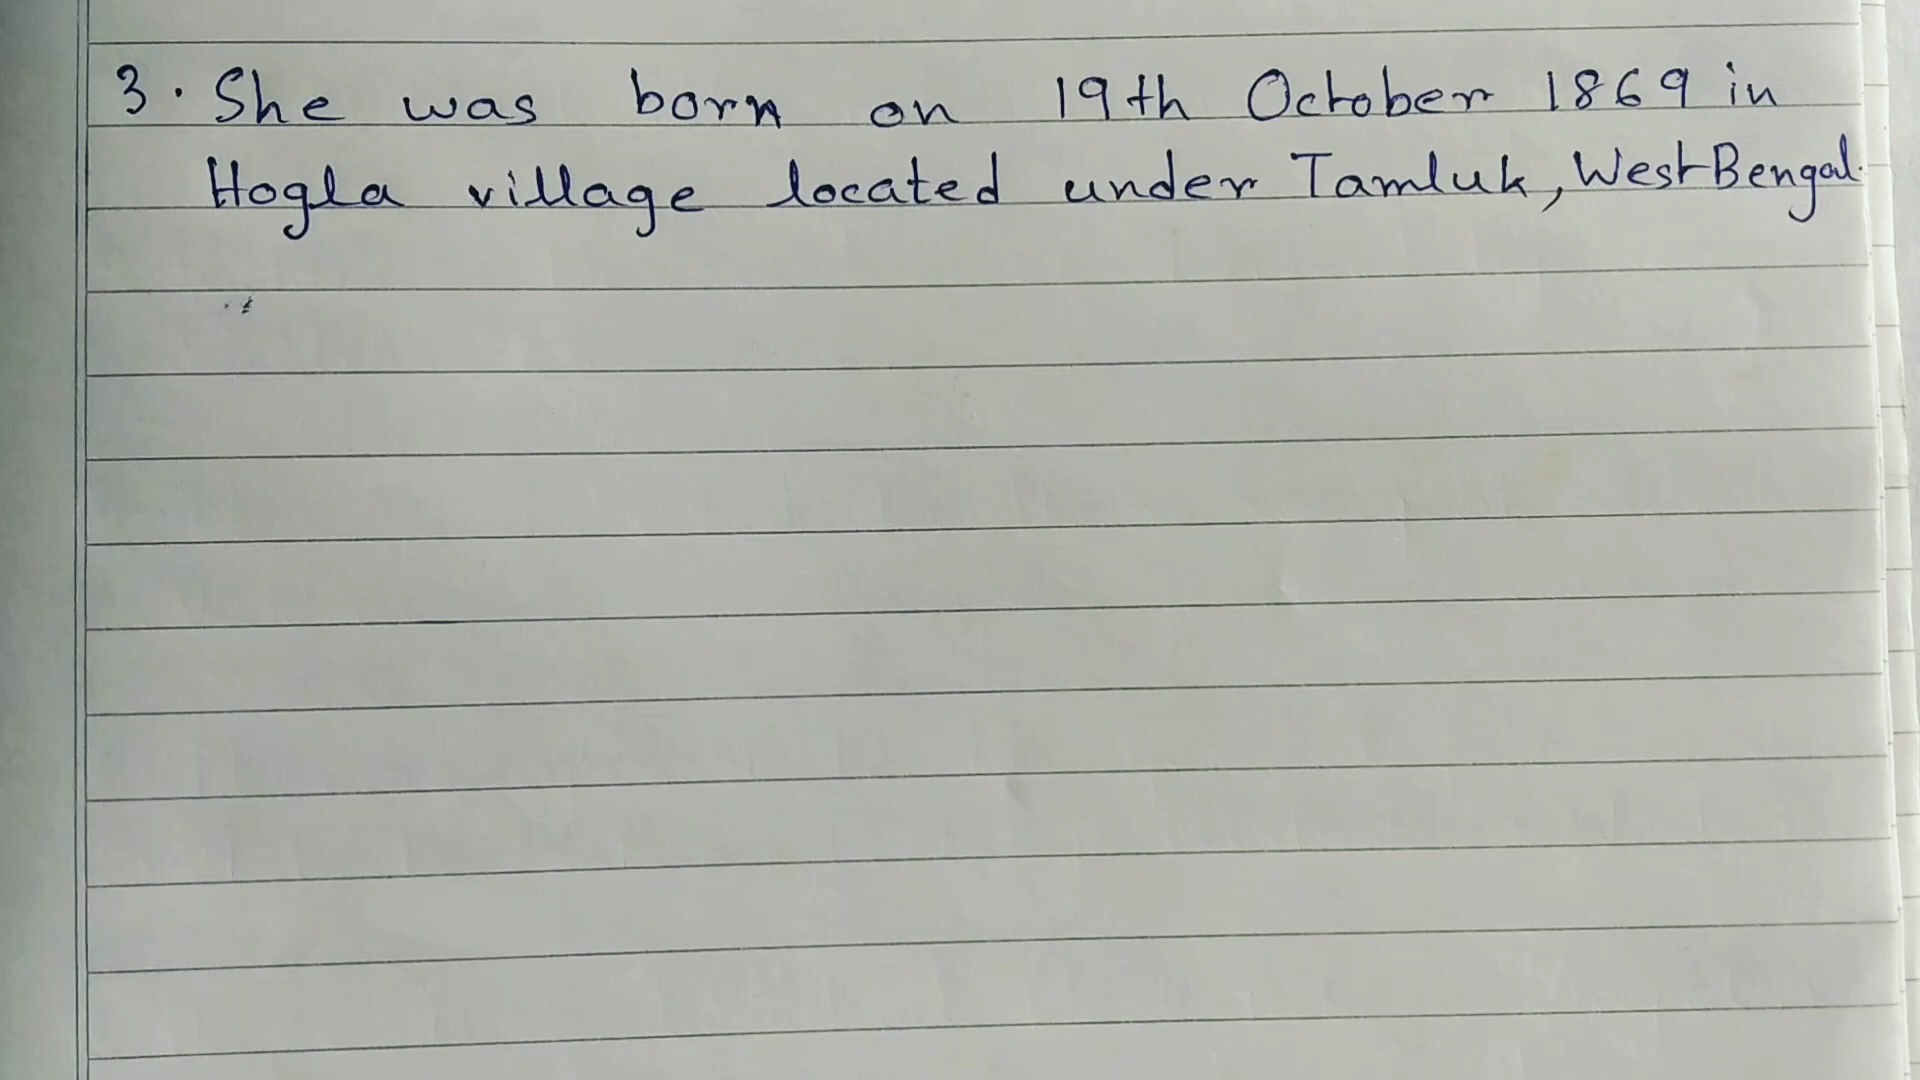 3. She was born on 19th October 1869 in
Hogla village located under Tamluk, West Bengal.